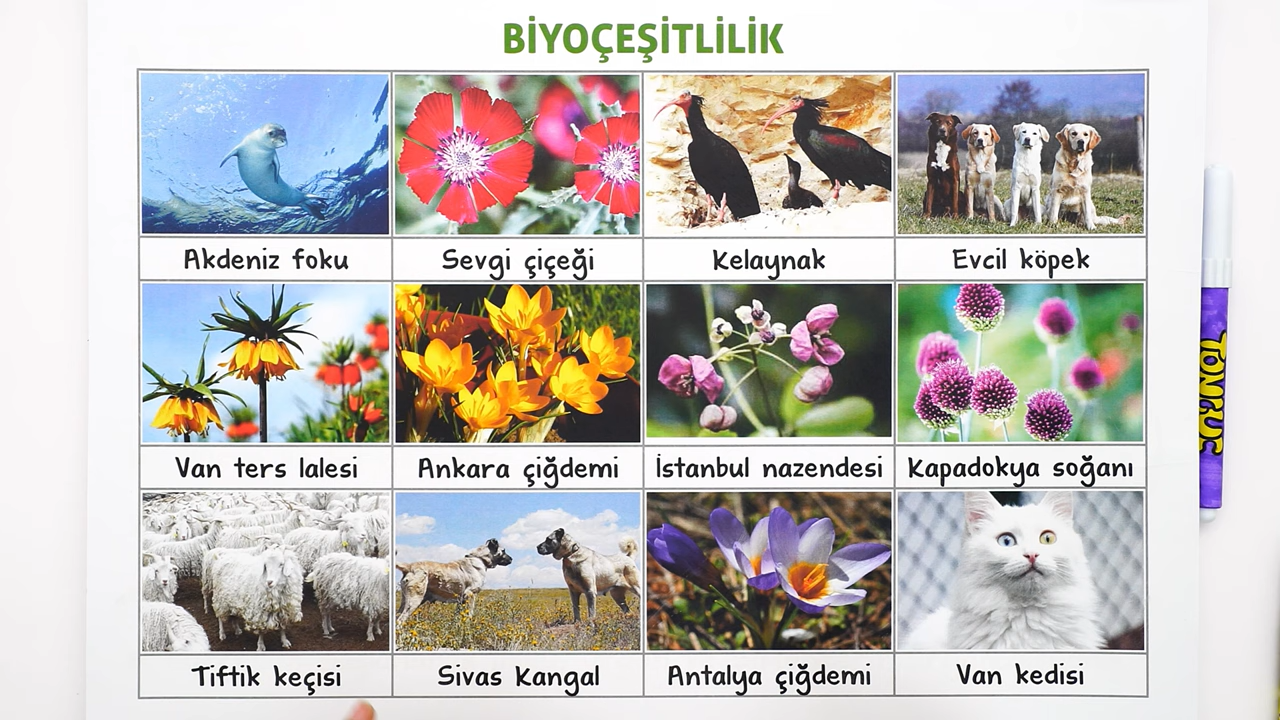 BİYOÇEŞİTLİLİK
Akdeniz foku
Sevgi çiçeği
Kelaynak
Evcil köpek
Van ters lalesi
Ankara çiğdemi
İstanbul nazendesi
Kapadokya soğanı
Tiftik keçisi
Sivas Kangal
Antalya çiğdemi
Van kedisi
TONGUÇ